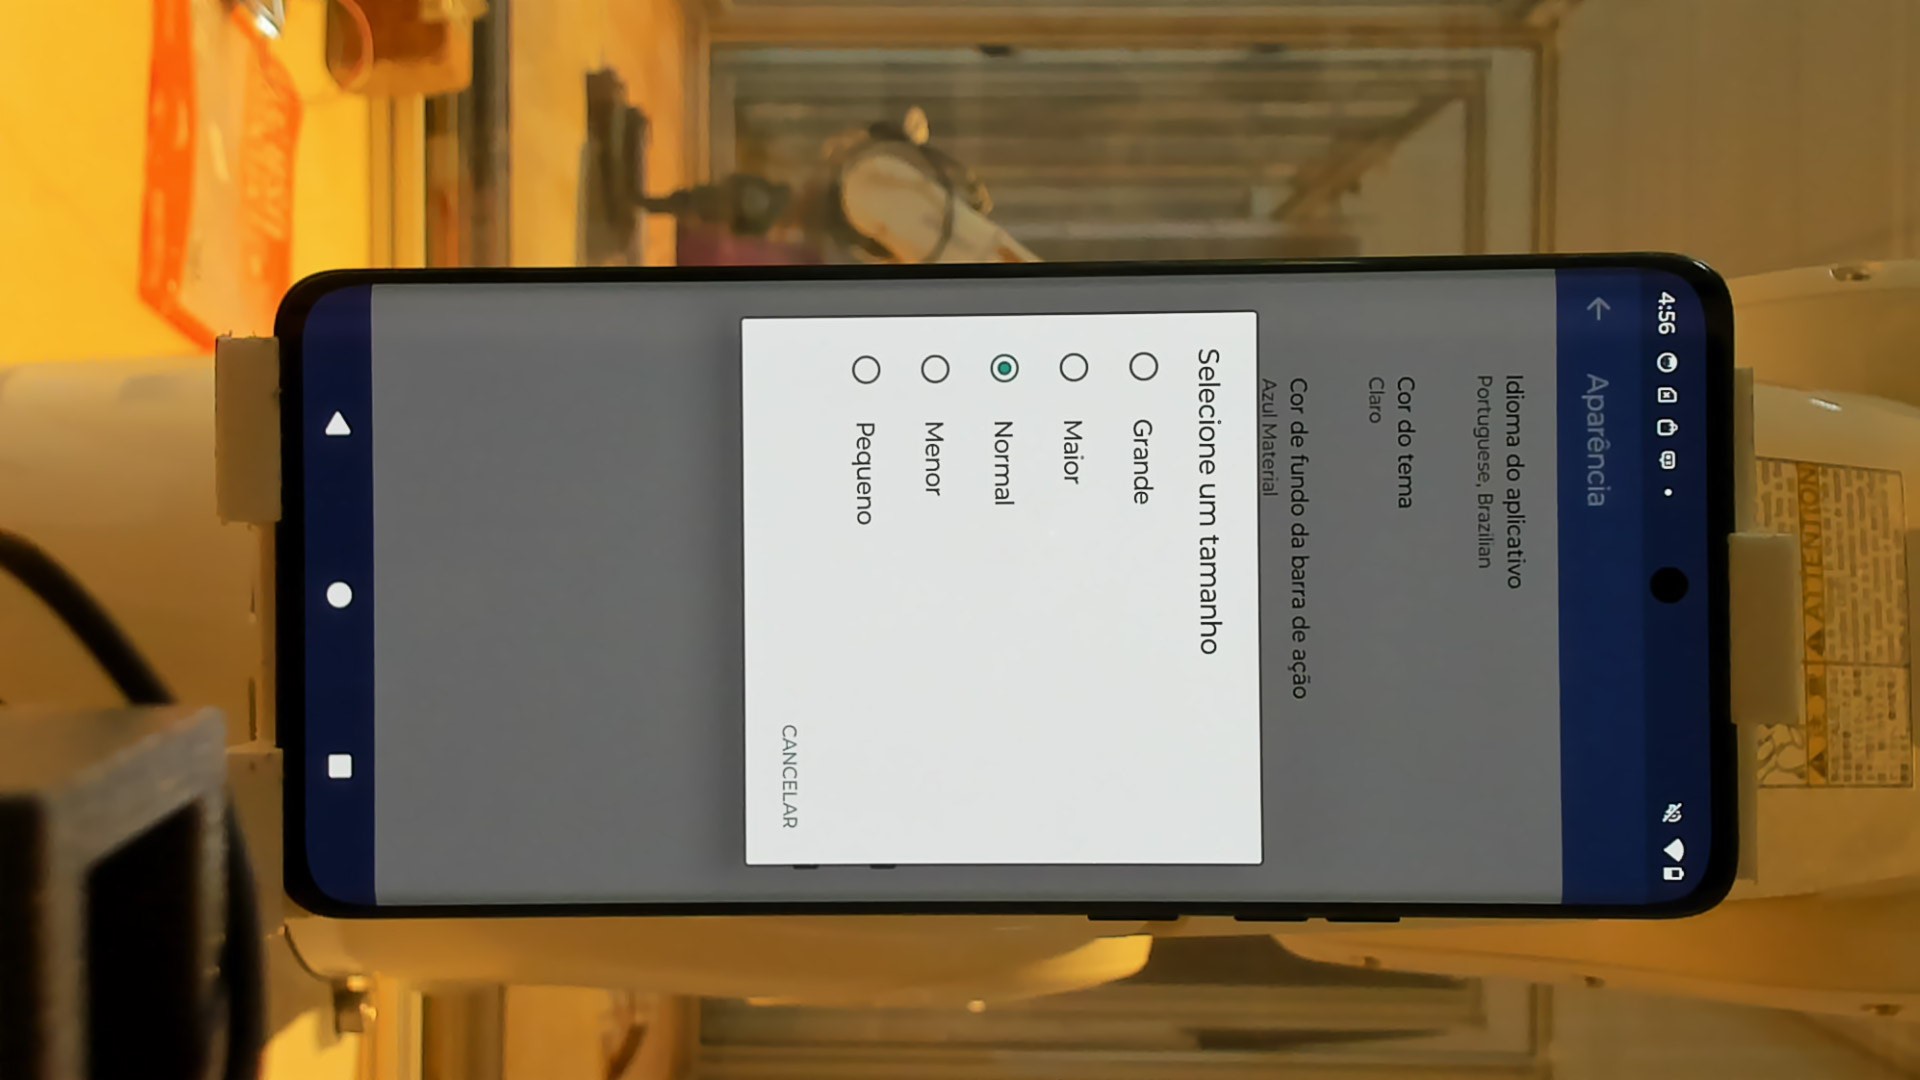 4:56
Aparência
Idioma do aplicativo
Portuguese, Brazilian
Cor do tema
Claro
Cor de fundo da barra de ação
Azul Material
Selecione um tamanho
Grande
Maior
Normal
Menor
Pequeno
CANCELAR
ATTENTION